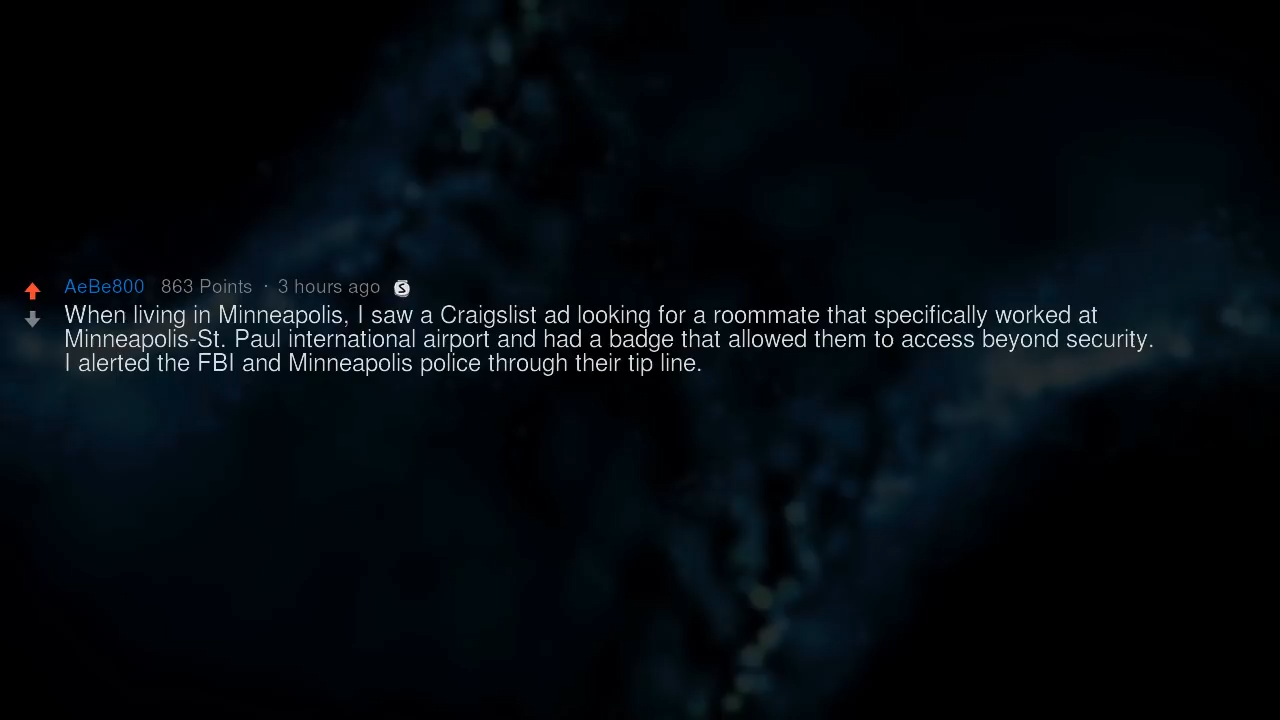 AeBe800 863 Points · 3 hours ago S
When living in Minneapolis, I saw a Craigslist ad looking for a roommate that specifically worked at
Minneapolis-St. Paul international airport and had a badge that allowed them to access beyond security.
I alerted the FBI and Minneapolis police through their tip line.